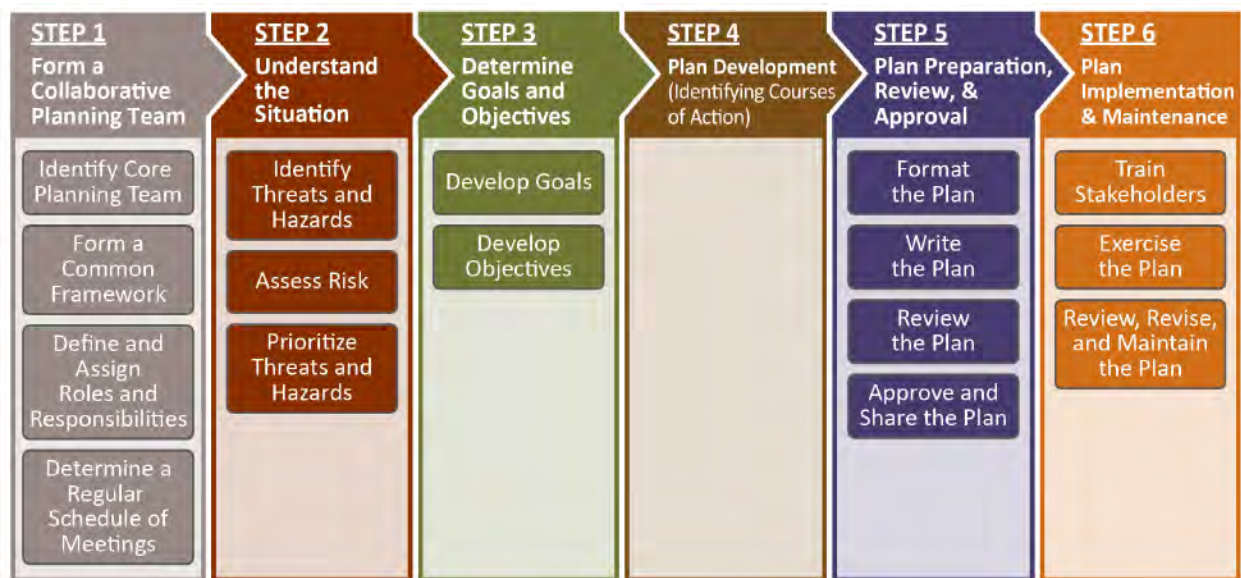 STEP 1
Form a
Collaborative
Planning Team
Identify Core
Planning Team
Form a
Common
Framework
Define and
Assign
Roles and
Responsibilities
Determine a
Regular
Schedule of
Meetings
STEP 2
Understand
the
Situation
Identify
Threats and
Hazards
Assess Risk
Prioritize
Threats and
Hazards
STEP 3
Determine
Goals and
Objectives
Develop Goals
Develop
Objectives
STEP 4
Plan Development
(Identifying Courses
of Action)
STEP 5
Plan Preparation,
Review, &
Approval
Format
the Plan
Write
the Plan
Review
the Plan
Approve and
Share the Plan
STEP 6
Plan
Implementation
& Maintenance
Train
Stakeholders
Exercise
the Plan
Review, Revise,
and Maintain
the Plan